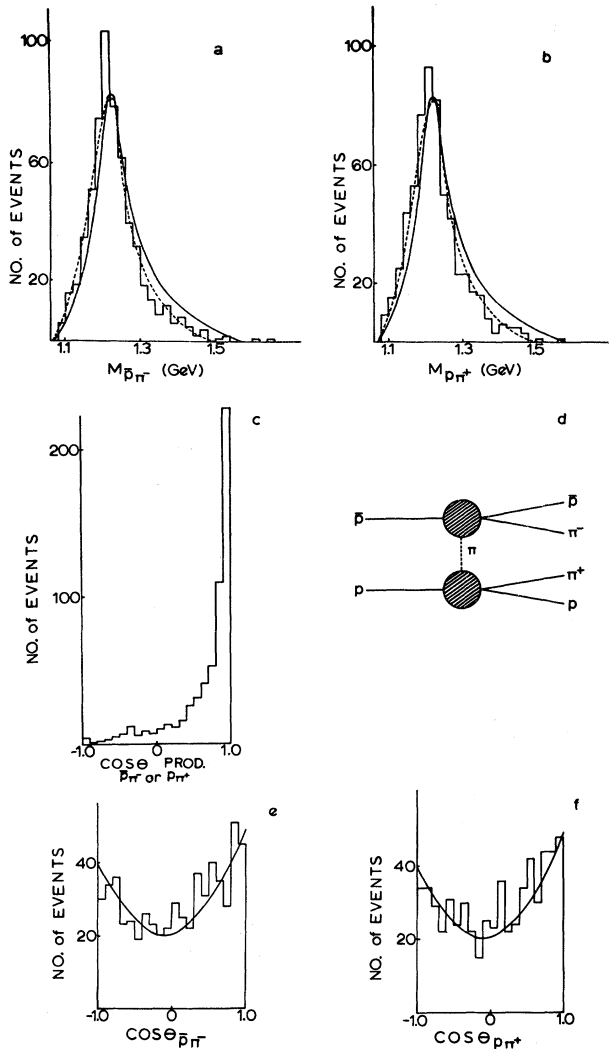 a
100
60
20
NO. of EVENTS
1.1 1.3 1.5
M p̄π⁻ (GeV)
b
100
60
20
NO. of EVENTS
1.1 1.3 1.5
M pπ⁺ (GeV)
c
200
100
NO. of EVENTS
-1.0 0 1.0
COSΘ PROD.
p̄π⁻ or pπ⁺
d
p̄ p̄
π⁻
π
π⁺
p p
e
40
20
NO. of EVENTS
-1.0 0 1.0
COSΘ p̄π⁻
f
40
20
NO. of EVENTS
-1.0 0 1.0
COSΘ pπ⁺